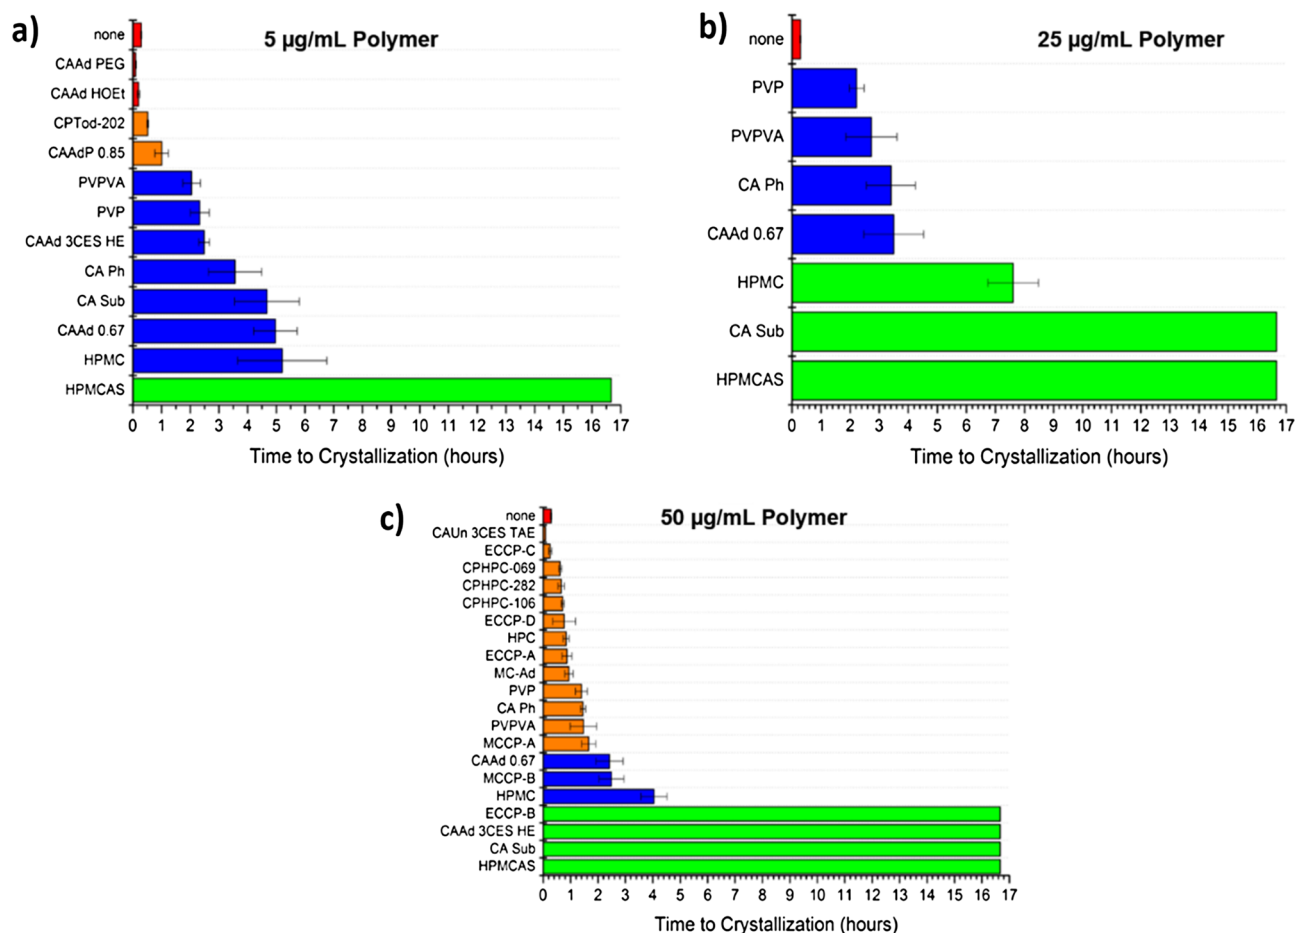 a)
5 µg/mL Polymer
none
CAAd PEG
CAAd HOEt
CPTod-202
CAAdP 0.85
PVPVA
PVP
CAAd 3CES HE
CA Ph
CA Sub
CAAd 0.67
HPMC
HPMCAS
0 1 2 3 4 5 6 7 8 9 10 11 12 13 14 15 16 17
Time to Crystallization (hours)
b)
25 µg/mL Polymer
none
PVP
PVPVA
CA Ph
CAAd 0.67
HPMC
CA Sub
HPMCAS
0 1 2 3 4 5 6 7 8 9 10 11 12 13 14 15 16 17
Time to Crystallization (hours)
c)
50 µg/mL Polymer
none
CAUn 3CES TAE
ECCP-C
CPHPC-069
CPHPC-282
CPHPC-106
ECCP-D
HPC
ECCP-A
MC-Ad
PVP
CA Ph
PVPVA
MCCP-A
CAAd 0.67
MCCP-B
HPMC
ECCP-B
CAAd 3CES HE
CA Sub
HPMCAS
0 1 2 3 4 5 6 7 8 9 10 11 12 13 14 15 16 17
Time to Crystallization (hours)